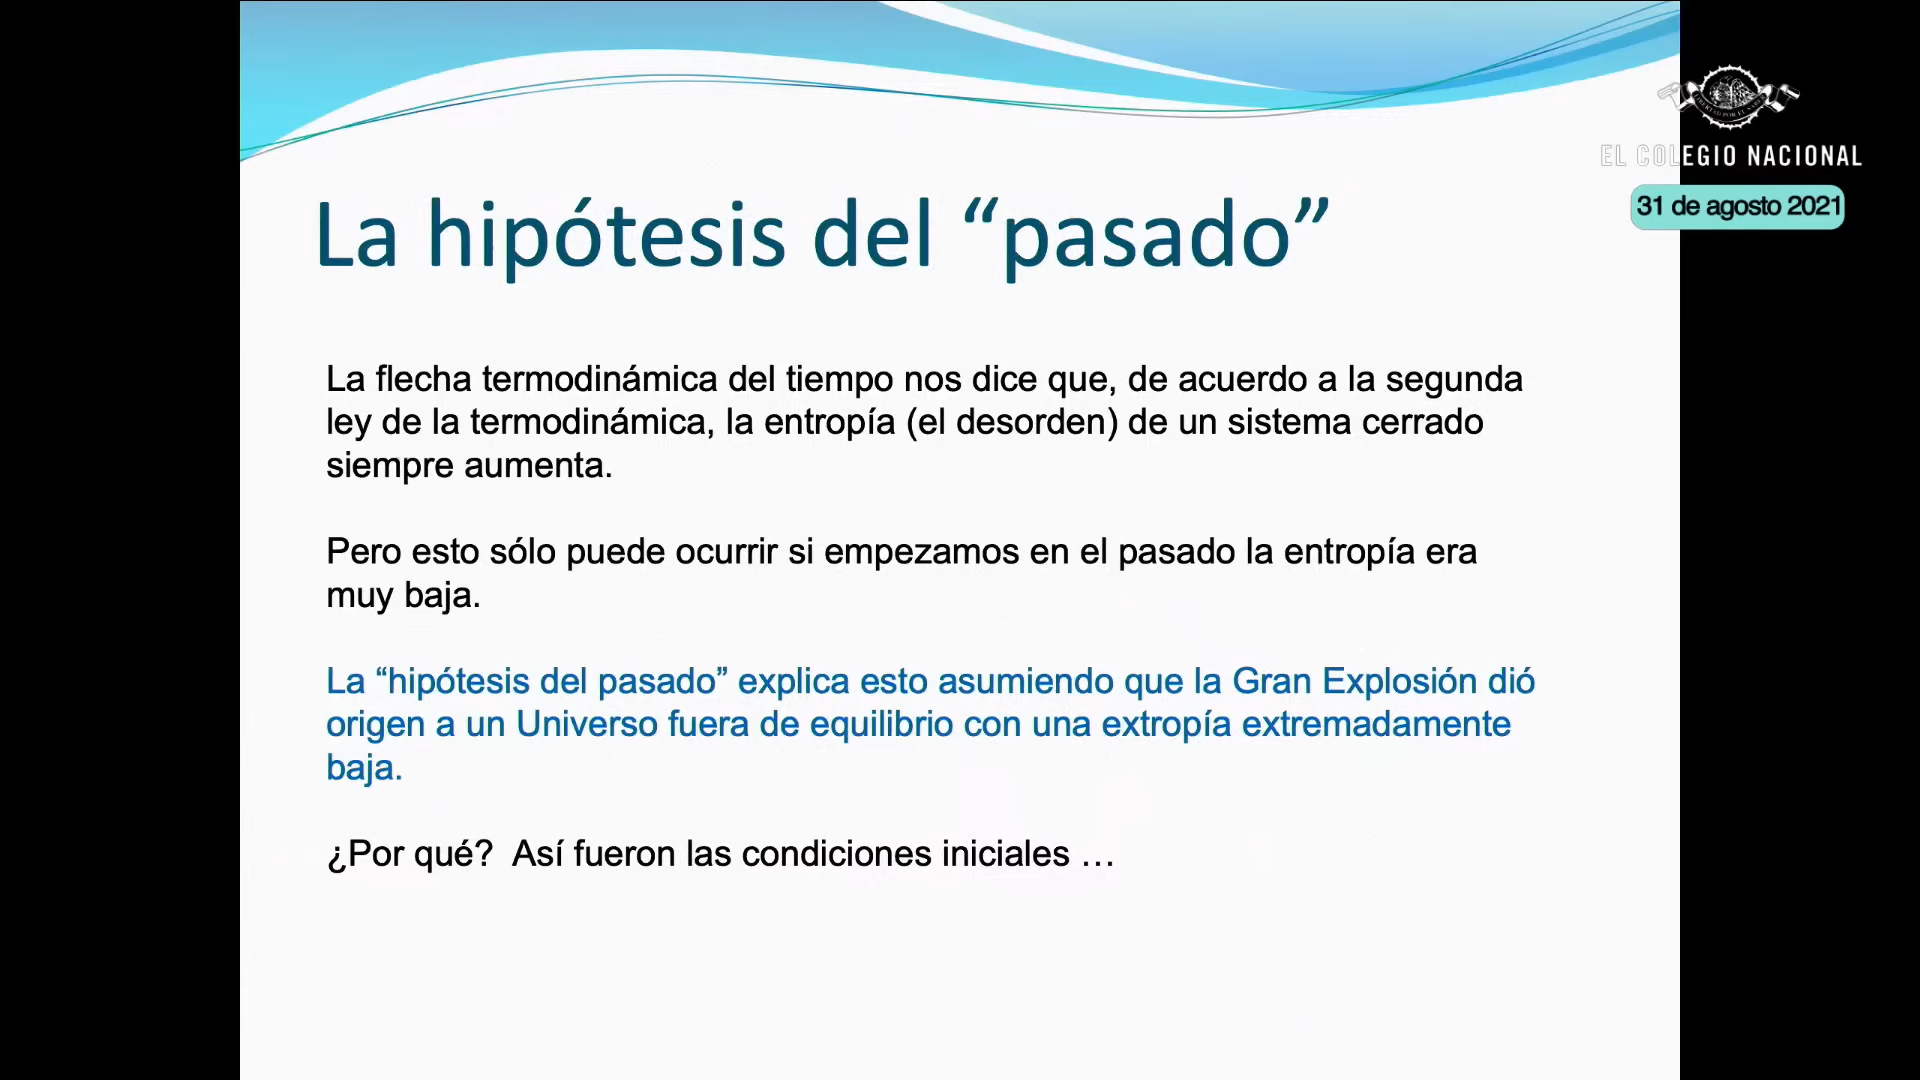 EL COLEGIO NACIONAL
31 de agosto 2021
La hipótesis del “pasado”
La flecha termodinámica del tiempo nos dice que, de acuerdo a la segunda
ley de la termodinámica, la entropía (el desorden) de un sistema cerrado
siempre aumenta.
Pero esto sólo puede ocurrir si empezamos en el pasado la entropía era
muy baja.
La “hipótesis del pasado” explica esto asumiendo que la Gran Explosión dió
origen a un Universo fuera de equilibrio con una extropía extremadamente
baja.
¿Por qué?  Así fueron las condiciones iniciales …